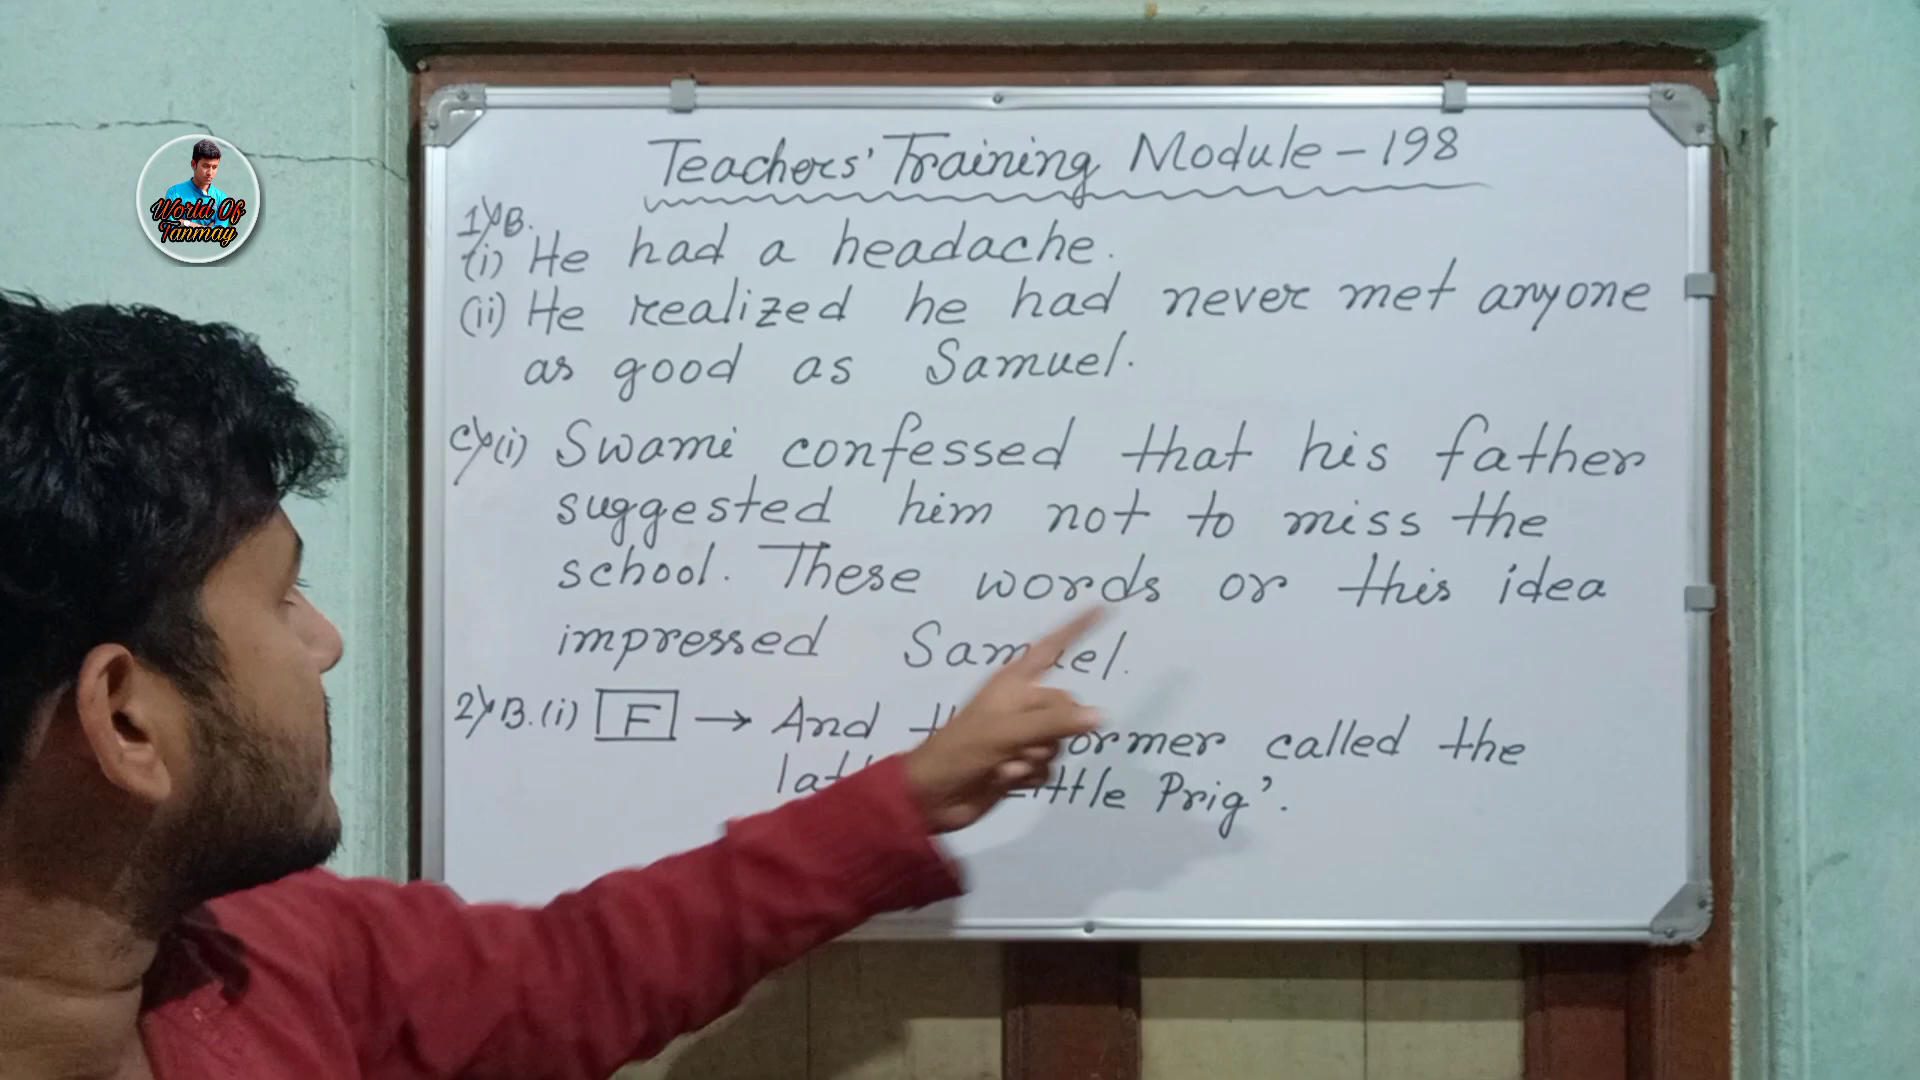 World Of
Tanmay
Teachers' Training Module - 198
1) B.
(i) He had a headache.
(ii) He realized he had never met anyone
as good as Samuel.
C) (i) Swami confessed that his father
suggested him not to miss the
school. These words or this idea
impressed Samuel.
2) B. (i) F → And called the
Prig'.